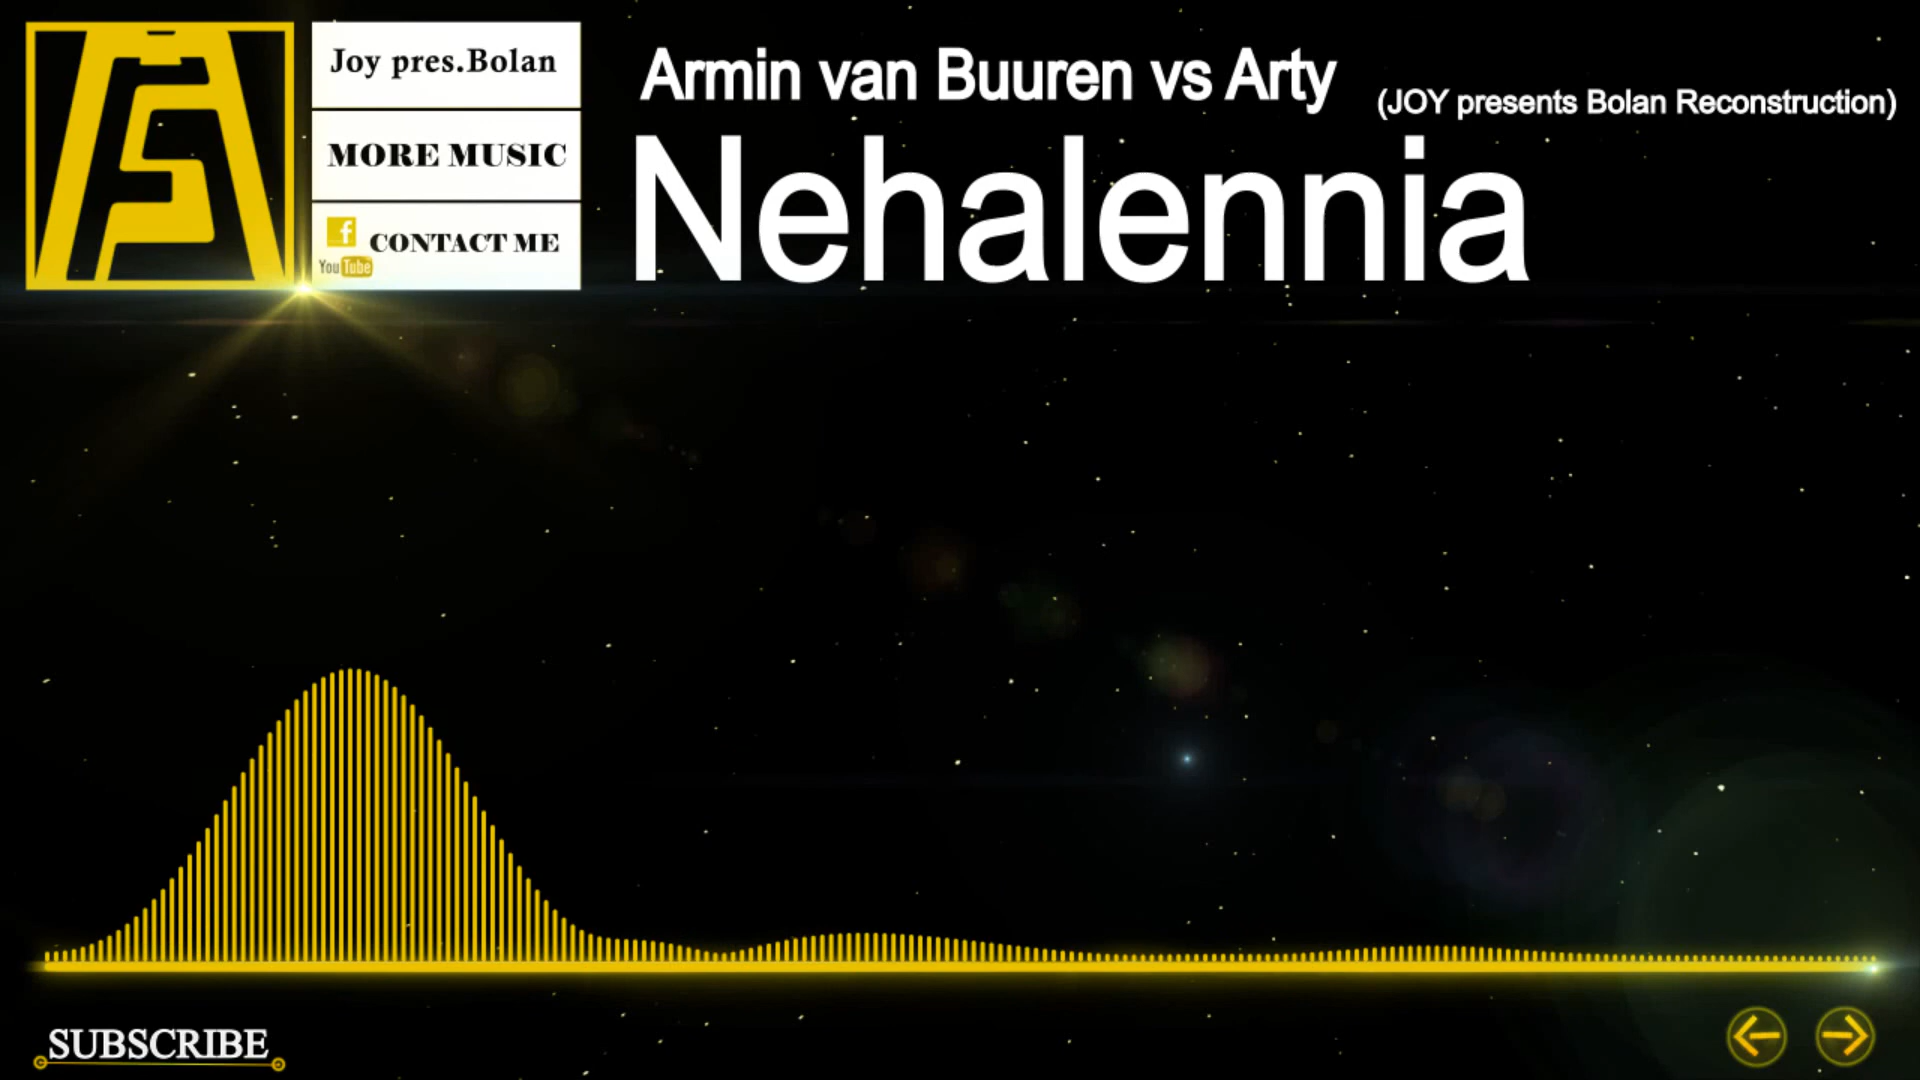 Joy pres.Bolan
MORE MUSIC
f
CONTACT ME
YouTube
Armin van Buuren vs Arty
(JOY presents Bolan Reconstruction)
Nehalennia
SUBSCRIBE